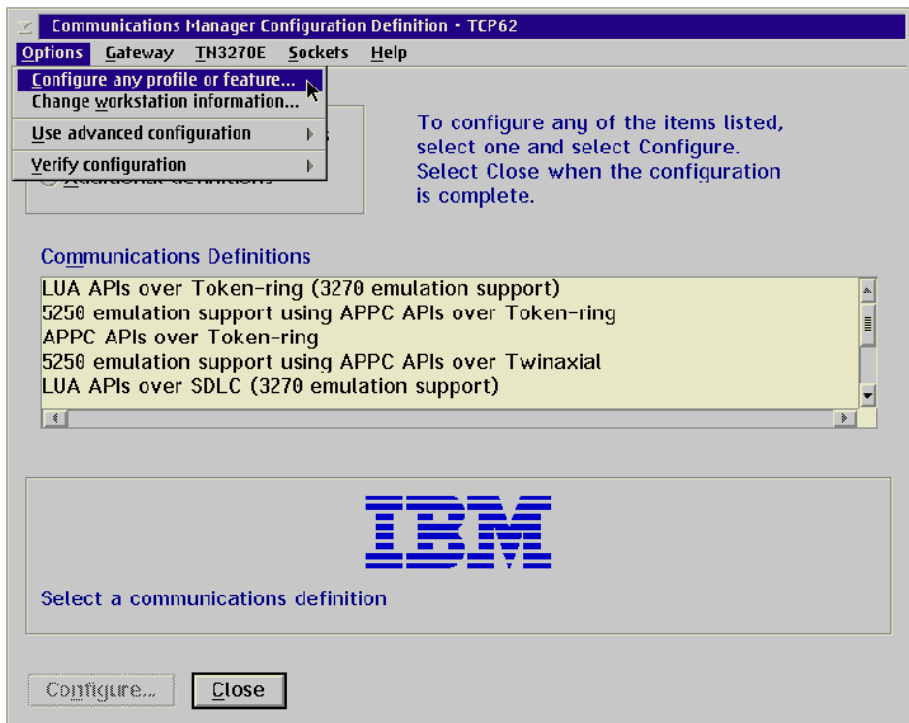 Communications Manager Configuration Definition - TCP62
Options Gateway TN3270E Sockets Help
Configure any profile or feature...
Change workstation information...
Use advanced configuration
Verify configuration
To configure any of the items listed,
select one and select Configure.
Select Close when the configuration
is complete.
Communications Definitions
LUA APIs over Token-ring (3270 emulation support)
5250 emulation support using APPC APIs over Token-ring
APPC APIs over Token-ring
5250 emulation support using APPC APIs over Twinaxial
LUA APIs over SDLC (3270 emulation support)
IBM
Select a communications definition
Configure... Close